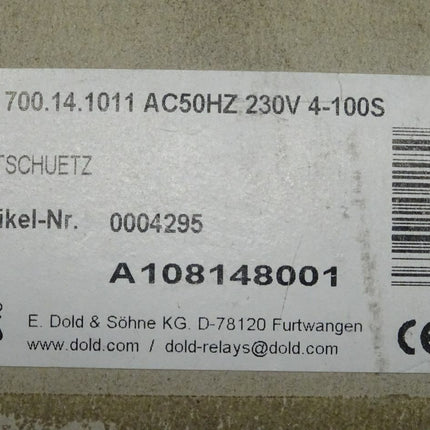 700.14.1011 AC50HZ 230V 4-100S
TSCHUETZ
ikel-Nr. 0004295
A108148001
E. Dold & Söhne KG. D-78120 Furtwangen
www.dold.com / dold-relays@dold.com
CE